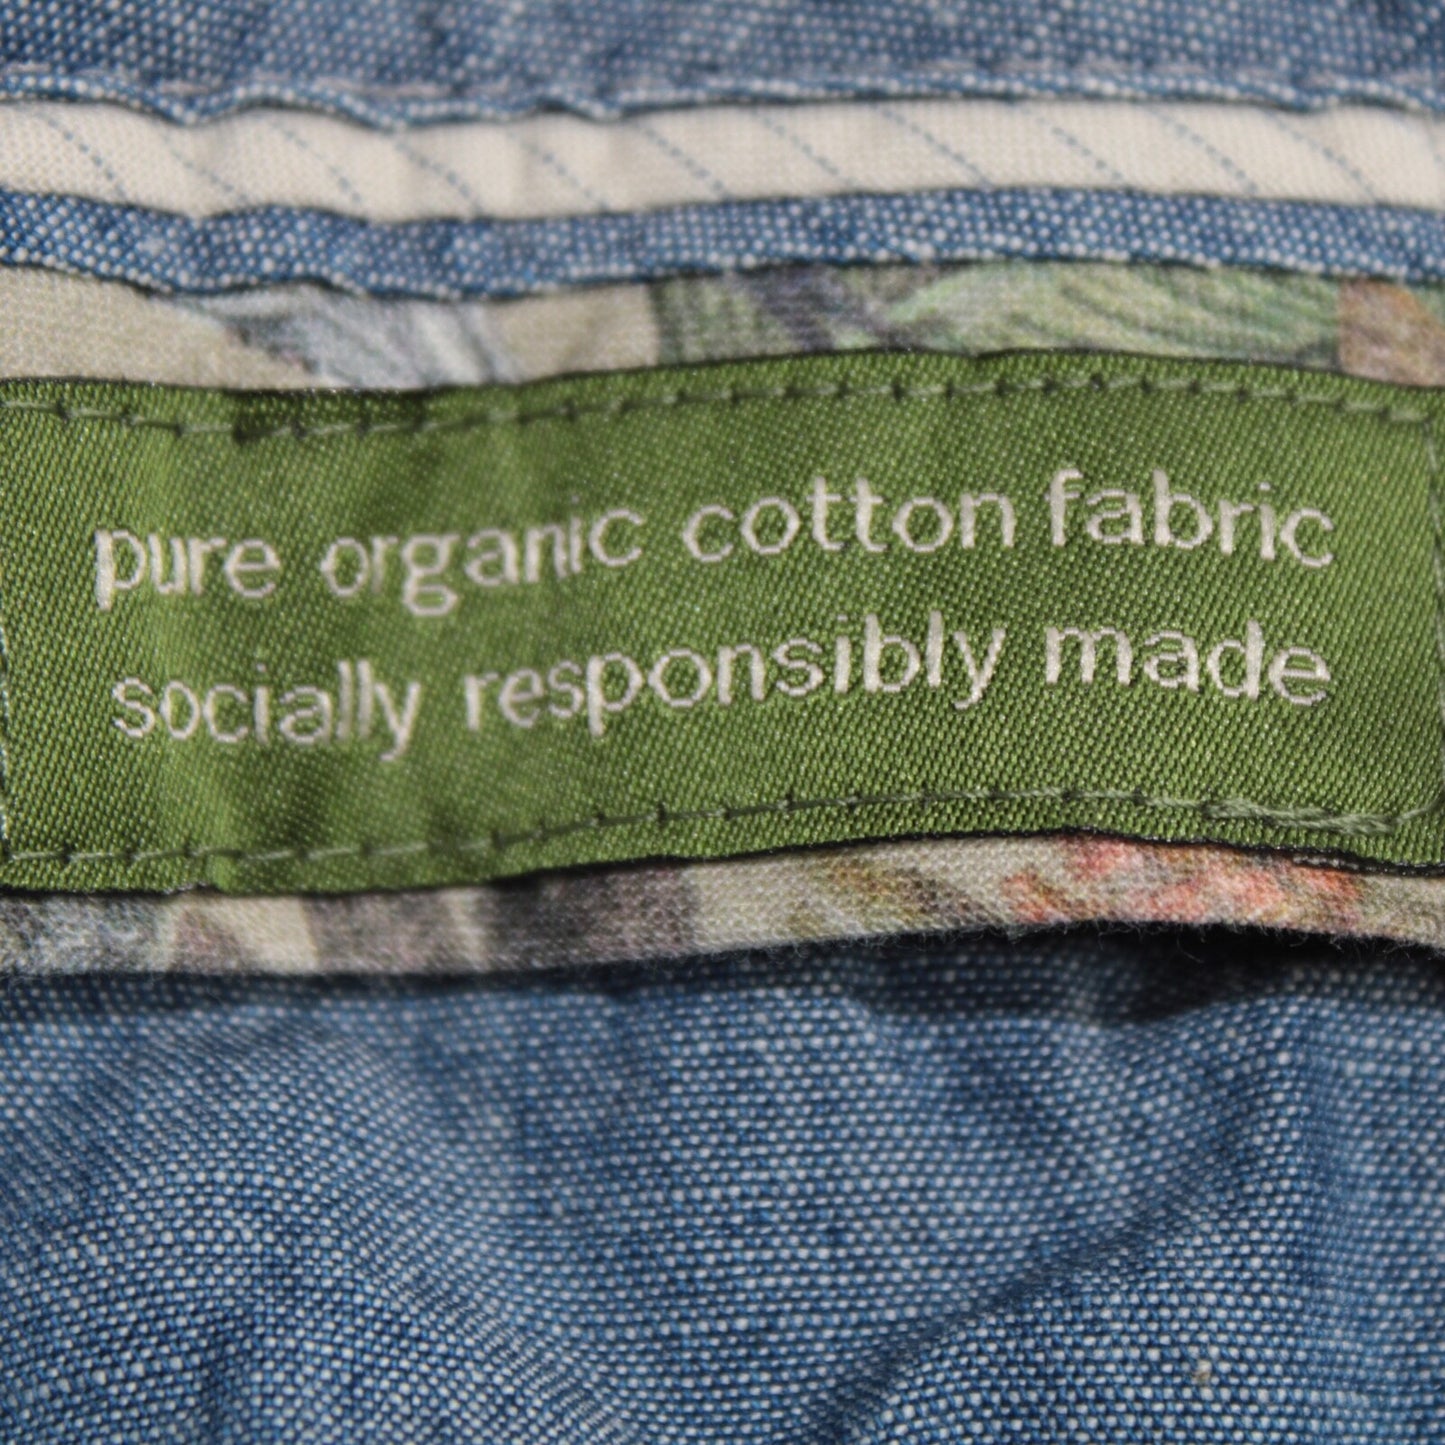 pure organic cotton fabric
socially responsibly made